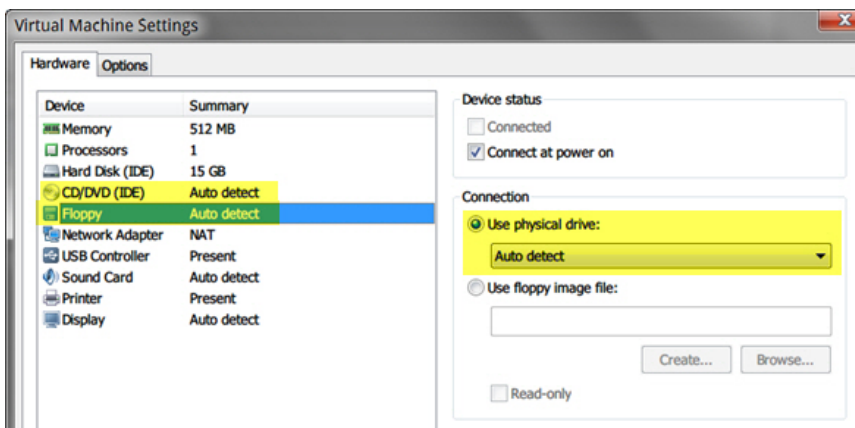 Virtual Machine Settings
Hardware Options
Device Summary
Memory 512 MB
Processors 1
Hard Disk (IDE) 15 GB
CD/DVD (IDE) Auto detect
Floppy Auto detect
Network Adapter NAT
USB Controller Present
Sound Card Auto detect
Printer Present
Display Auto detect
Device status
Connected
Connect at power on
Connection
Use physical drive:
Auto detect
Use floppy image file:
Create... Browse...
Read-only